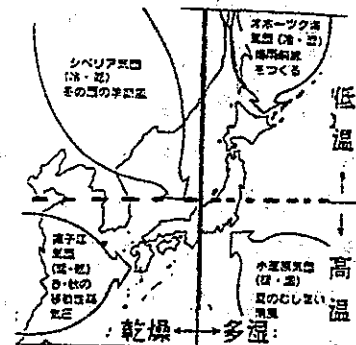 シベリア気団
(冷・乾)
冬の間の季節風
オホーツク海
気団(冷・湿)
梅雨前線
をつくる
低温
高温
揚子江
気団
(暖・乾)
春・秋の
移動性高
気圧
小笠原気団
(暖・湿)
夏のむし暑い
乾燥 ←→ 多湿